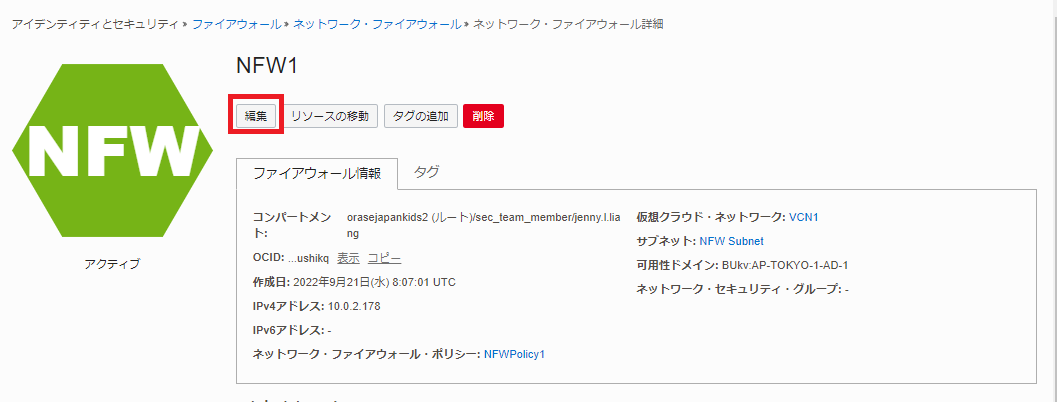 アイデンティティとセキュリティ » ファイアウォール » ネットワーク・ファイアウォール » ネットワーク・ファイアウォール詳細
NFW
アクティブ
NFW1
編集 リソースの移動 タグの追加 削除
ファイアウォール情報 タグ
コンパートメン
ト:
orasejapankids2 (ルート)/sec_team_member/jenny.l.lia
ng
OCID: ...ushikq 表示 コピー
作成日: 2022年9月21日(水) 8:07:01 UTC
IPv4アドレス: 10.0.2.178
IPv6アドレス: -
ネットワーク・ファイアウォール・ポリシー: NFWPolicy1
仮想クラウド・ネットワーク: VCN1
サブネット: NFW Subnet
可用性ドメイン: BUkv:AP-TOKYO-1-AD-1
ネットワーク・セキュリティ・グループ: -